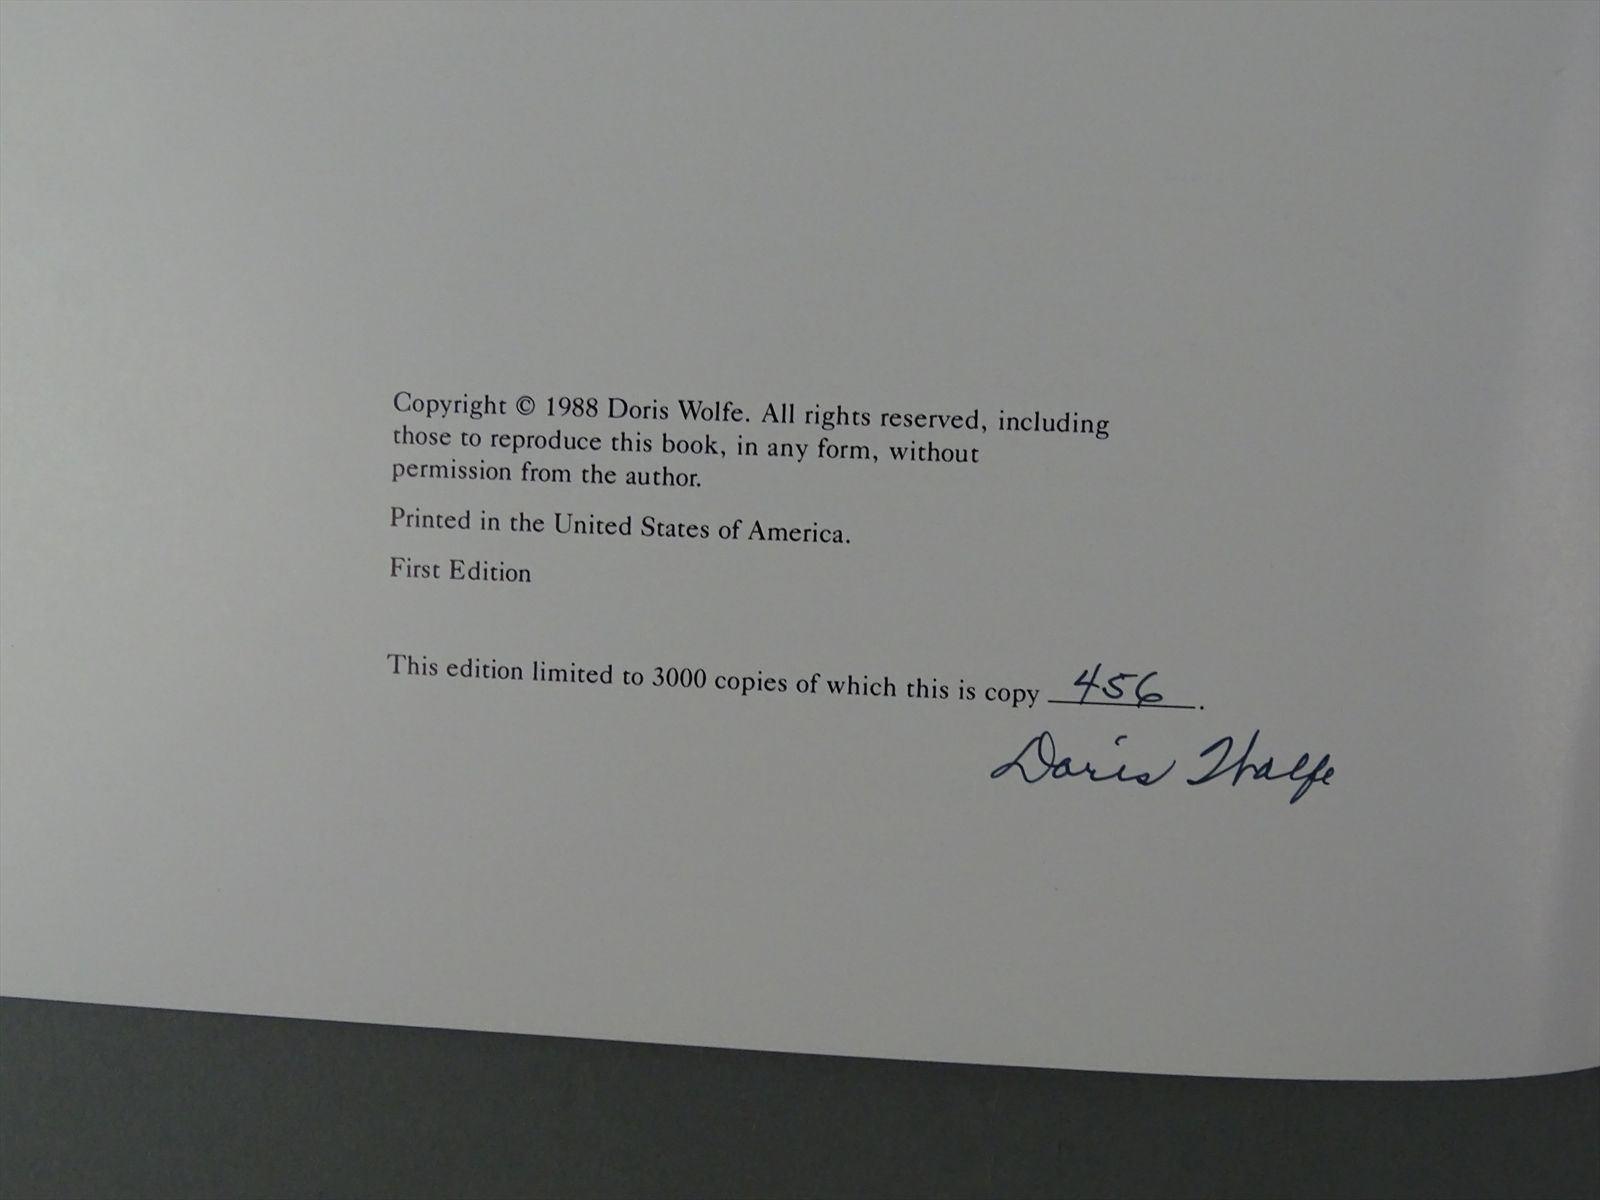 Copyright © 1988 Doris Wolfe. All rights reserved, including
those to reproduce this book, in any form, without
permission from the author.
Printed in the United States of America.
First Edition
This edition limited to 3000 copies of which this is copy 456.
Doris Wolfe